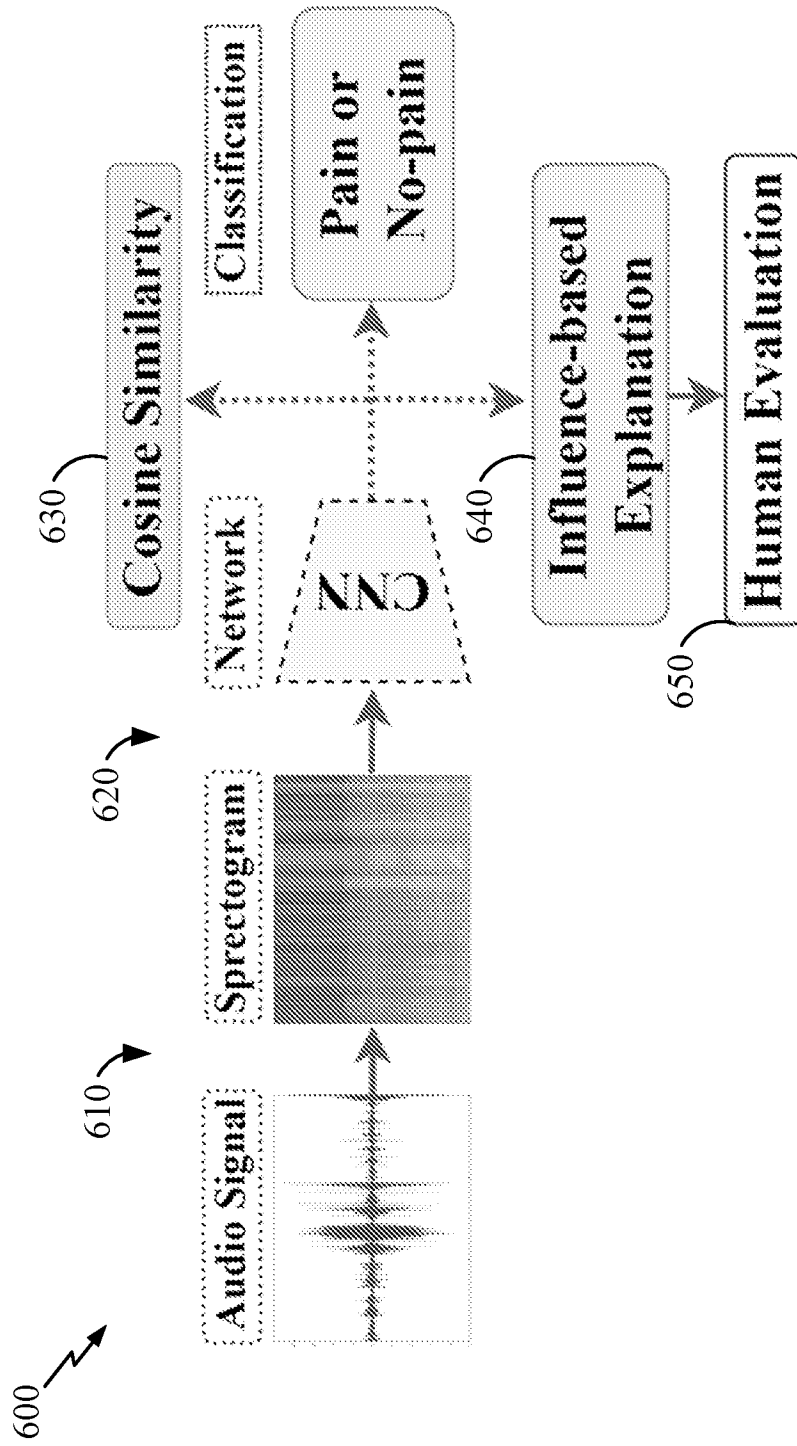 600
610
620
630
640
650
Audio Signal
Sprectogram
Network
CNN
Cosine Similarity
Classification
Pain or
No-pain
Influence-based
Explanation
Human Evaluation